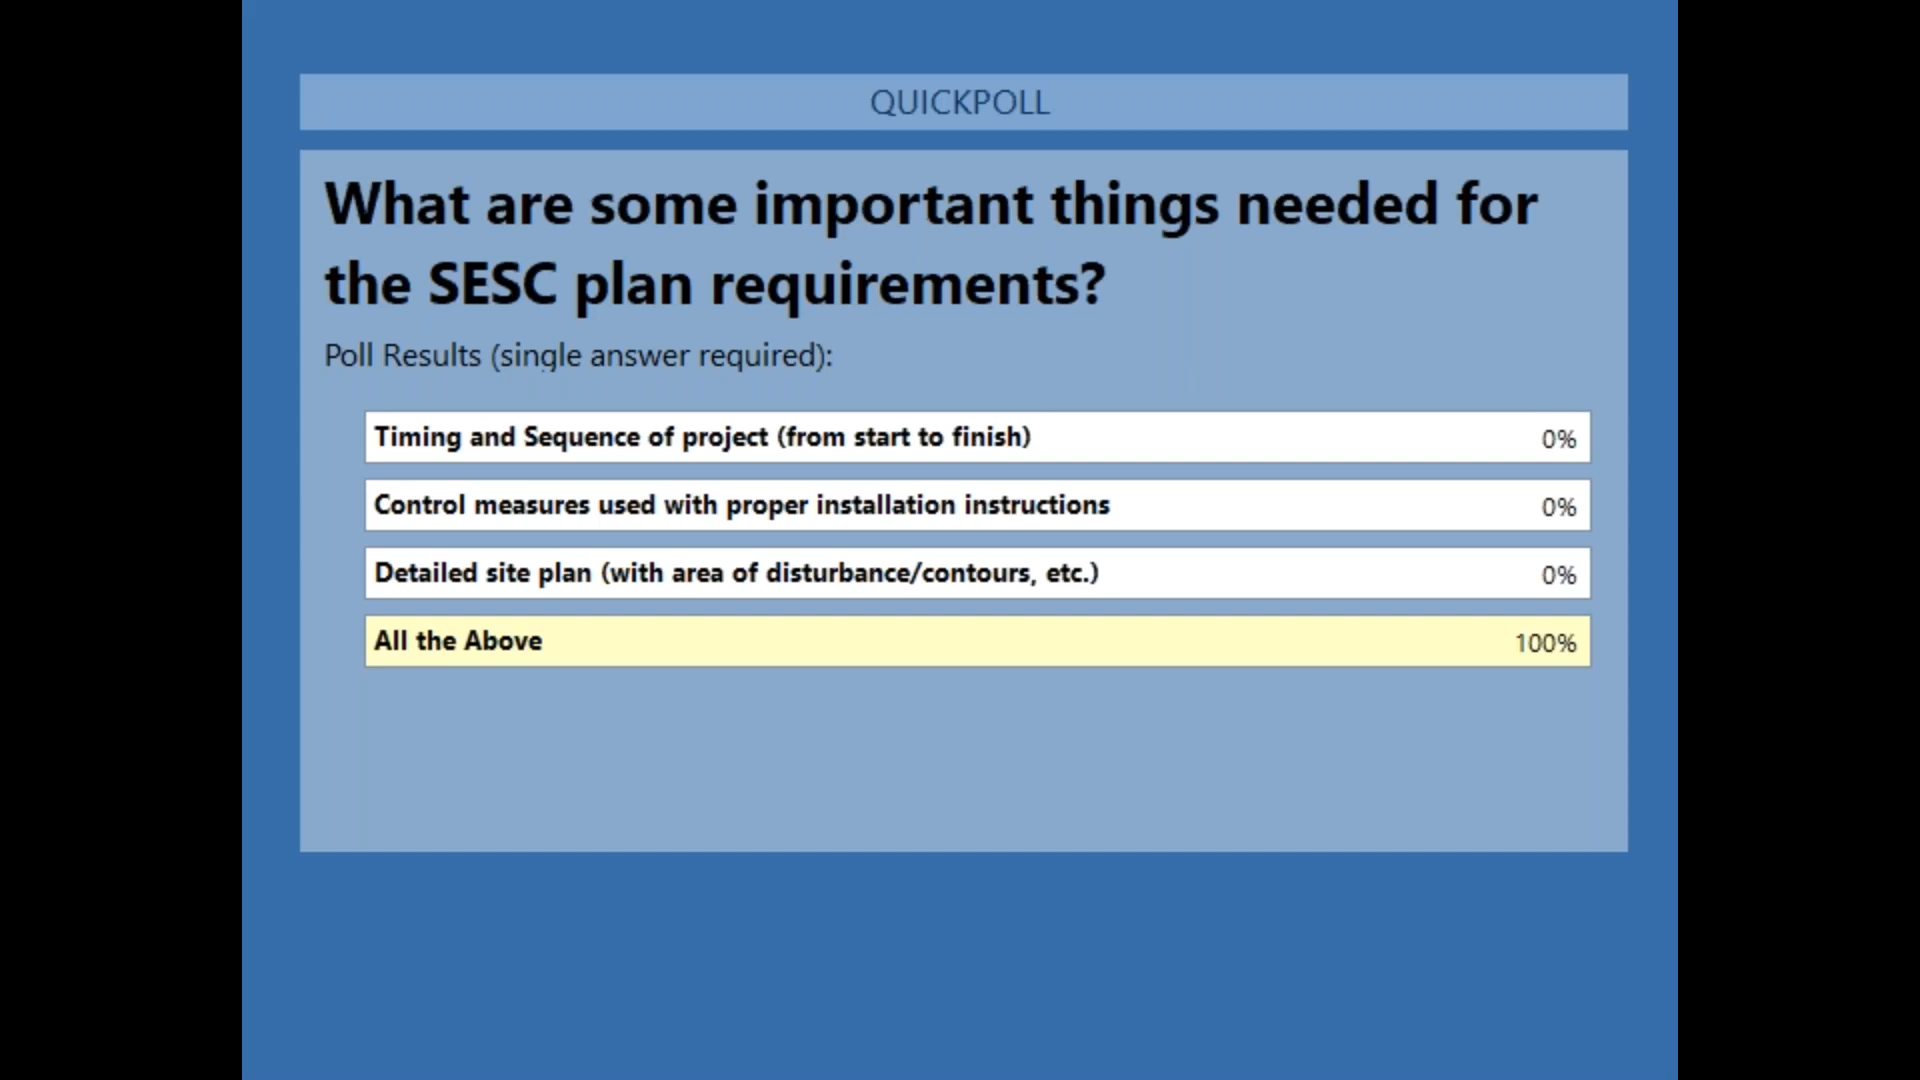 QUICKPOLL
What are some important things needed for
the SESC plan requirements?
Poll Results (single answer required):
Timing and Sequence of project (from start to finish) 0%
Control measures used with proper installation instructions 0%
Detailed site plan (with area of disturbance/contours, etc.) 0%
All the Above 100%